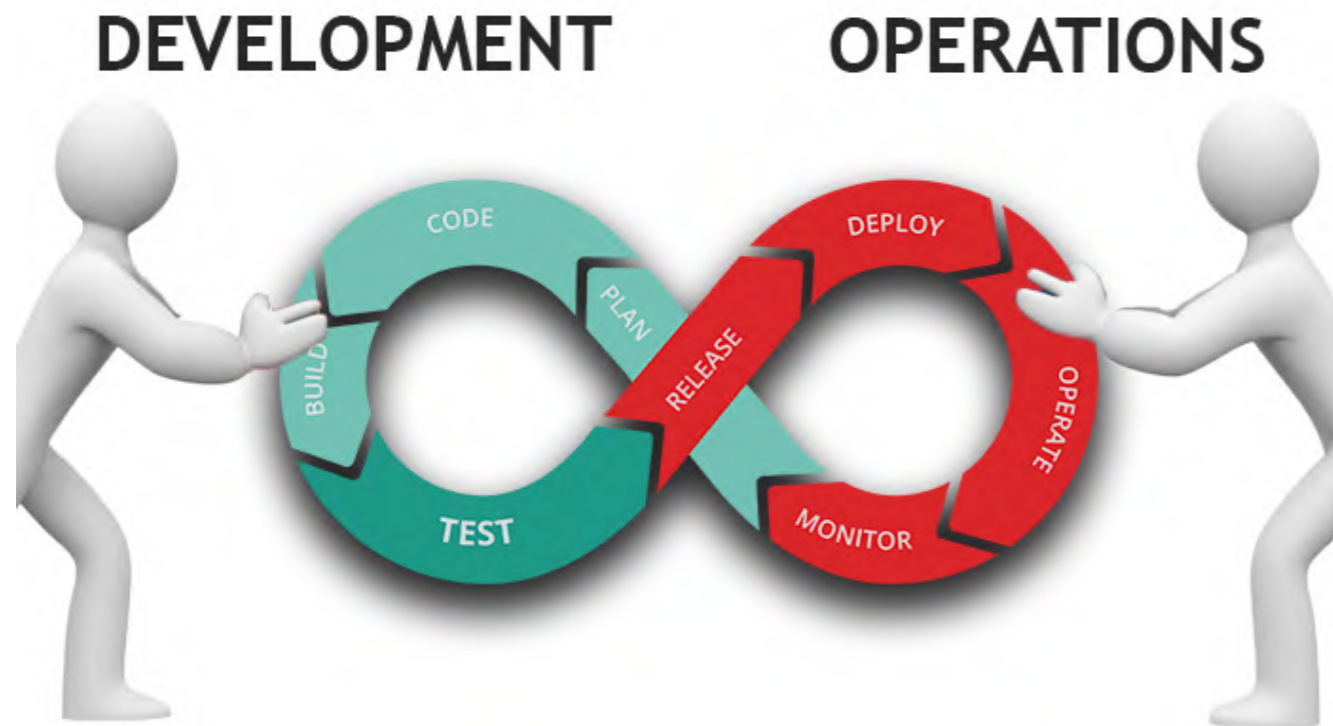 DEVELOPMENT
OPERATIONS
CODE
PLAN
BUILD
TEST
RELEASE
DEPLOY
OPERATE
MONITOR